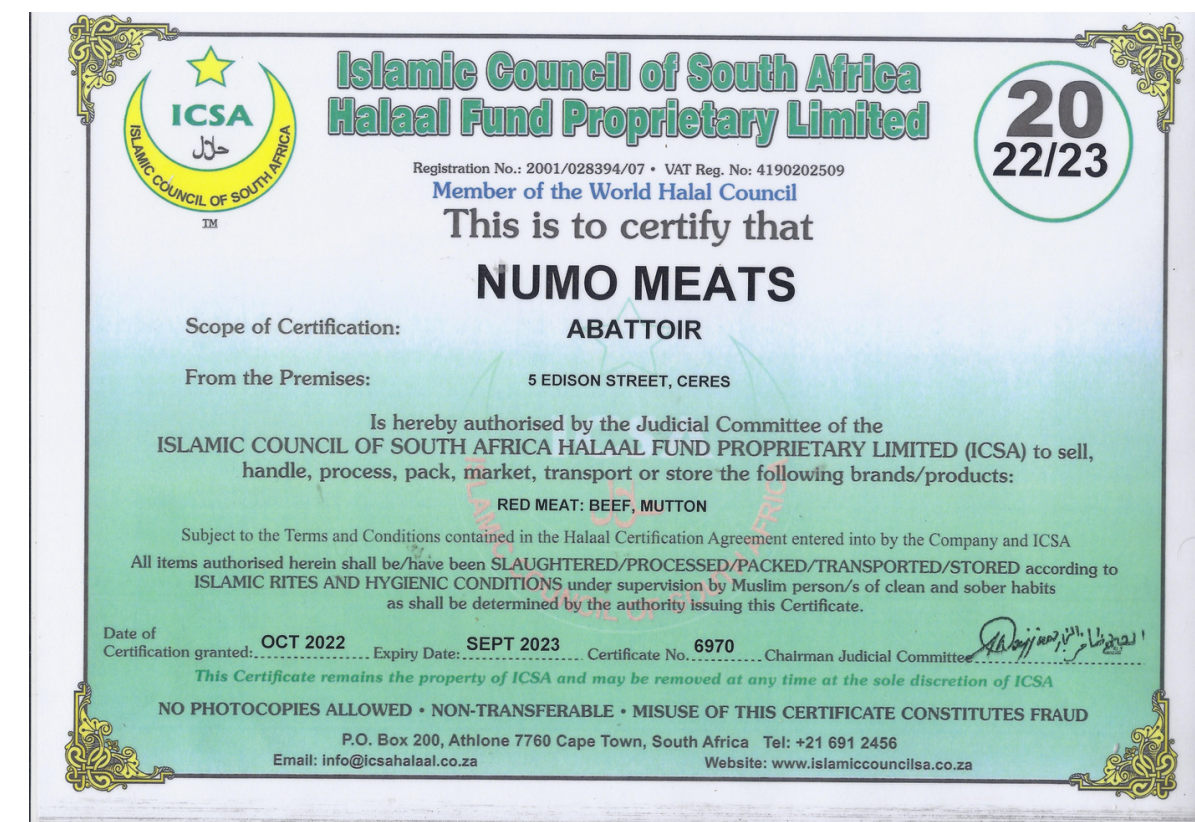 ICSA
حلال
ISLAMIC COUNCIL OF SOUTH AFRICA
TM
Islamic Council of South Africa
Halaal Fund Proprietary Limited
20
22/23
Registration No.: 2001/028394/07 • VAT Reg. No: 4190202509
Member of the World Halal Council
This is to certify that
NUMO MEATS
Scope of Certification: ABATTOIR
From the Premises: 5 EDISON STREET, CERES
Is hereby authorised by the Judicial Committee of the
ISLAMIC COUNCIL OF SOUTH AFRICA HALAAL FUND PROPRIETARY LIMITED (ICSA) to sell,
handle, process, pack, market, transport or store the following brands/products:
RED MEAT: BEEF, MUTTON
Subject to the Terms and Conditions contained in the Halaal Certification Agreement entered into by the Company and ICSA
All items authorised herein shall be/have been SLAUGHTERED/PROCESSED/PACKED/TRANSPORTED/STORED according to
ISLAMIC RITES AND HYGIENIC CONDITIONS under supervision by Muslim person/s of clean and sober habits
as shall be determined by the authority issuing this Certificate.
ICSA
حلال
ISLAMIC COUNCIL OF SOUTH AFRICA
Date of
Certification granted: OCT 2022 Expiry Date: SEPT 2023 Certificate No. 6970 Chairman Judicial Committee
This Certificate remains the property of ICSA and may be removed at any time at the sole discretion of ICSA
NO PHOTOCOPIES ALLOWED • NON-TRANSFERABLE • MISUSE OF THIS CERTIFICATE CONSTITUTES FRAUD
P.O. Box 200, Athlone 7760 Cape Town, South Africa Tel: +21 691 2456
Email: info@icsahalaal.co.za Website: www.islamiccouncilsa.co.za